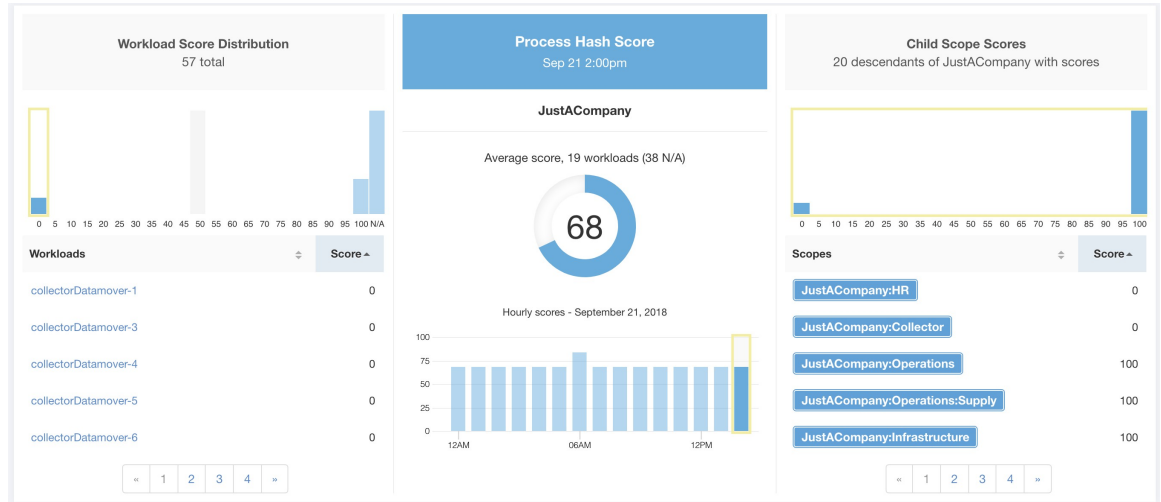 Workload Score Distribution
57 total
0 5 10 15 20 25 30 35 40 45 50 55 60 65 70 75 80 85 90 95 100 N/A
Workloads Score
collectorDatamover-1 0
collectorDatamover-3 0
collectorDatamover-4 0
collectorDatamover-5 0
collectorDatamover-6 0
« 1 2 3 4 »
Process Hash Score
Sep 21 2:00pm
JustACompany
Average score, 19 workloads (38 N/A)
68
Hourly scores - September 21, 2018
100
75
50
25
0
12AM 06AM 12PM
Child Scope Scores
20 descendants of JustACompany with scores
0 5 10 15 20 25 30 35 40 45 50 55 60 65 70 75 80 85 90 95 100
Scopes Score
JustACompany:HR 0
JustACompany:Collector 0
JustACompany:Operations 100
JustACompany:Operations:Supply 100
JustACompany:Infrastructure 100
« 1 2 3 4 »